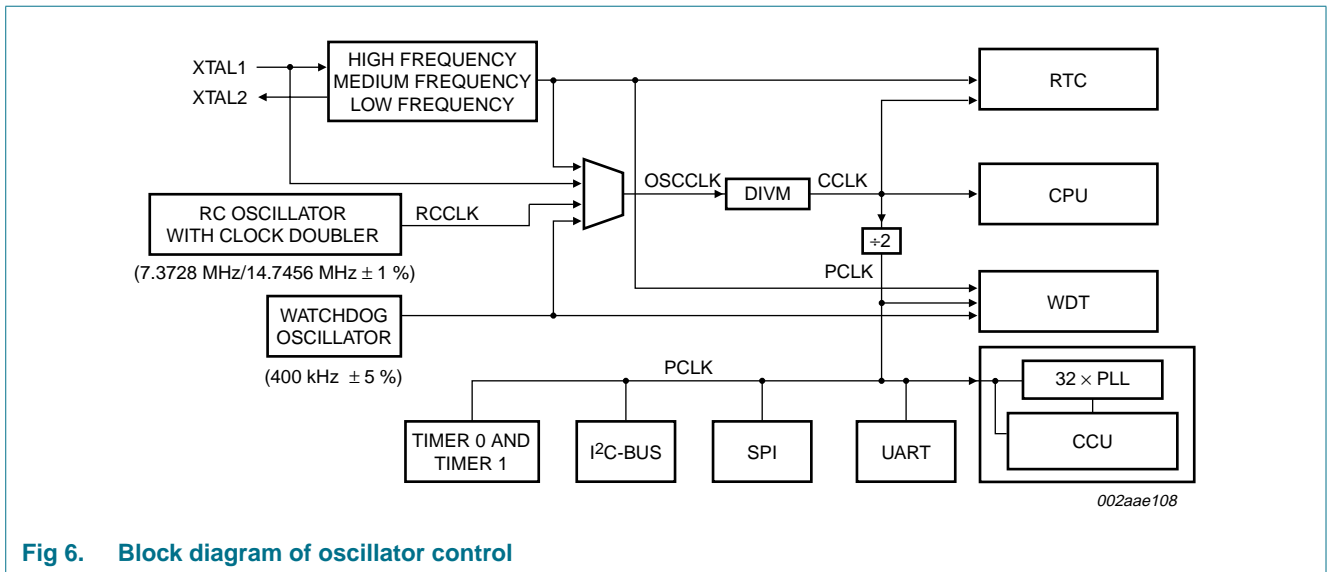 XTAL1
XTAL2
HIGH FREQUENCY
MEDIUM FREQUENCY
LOW FREQUENCY
RTC
OSCCLK
DIVM
CCLK
CPU
RC OSCILLATOR
WITH CLOCK DOUBLER
RCCLK
(7.3728 MHz/14.7456 MHz ± 1 %)
÷2
PCLK
WDT
WATCHDOG
OSCILLATOR
(400 kHz ± 5 %)
PCLK
32 × PLL
CCU
TIMER 0 AND
TIMER 1
I²C-BUS
SPI
UART
002aae108
Fig 6. Block diagram of oscillator control